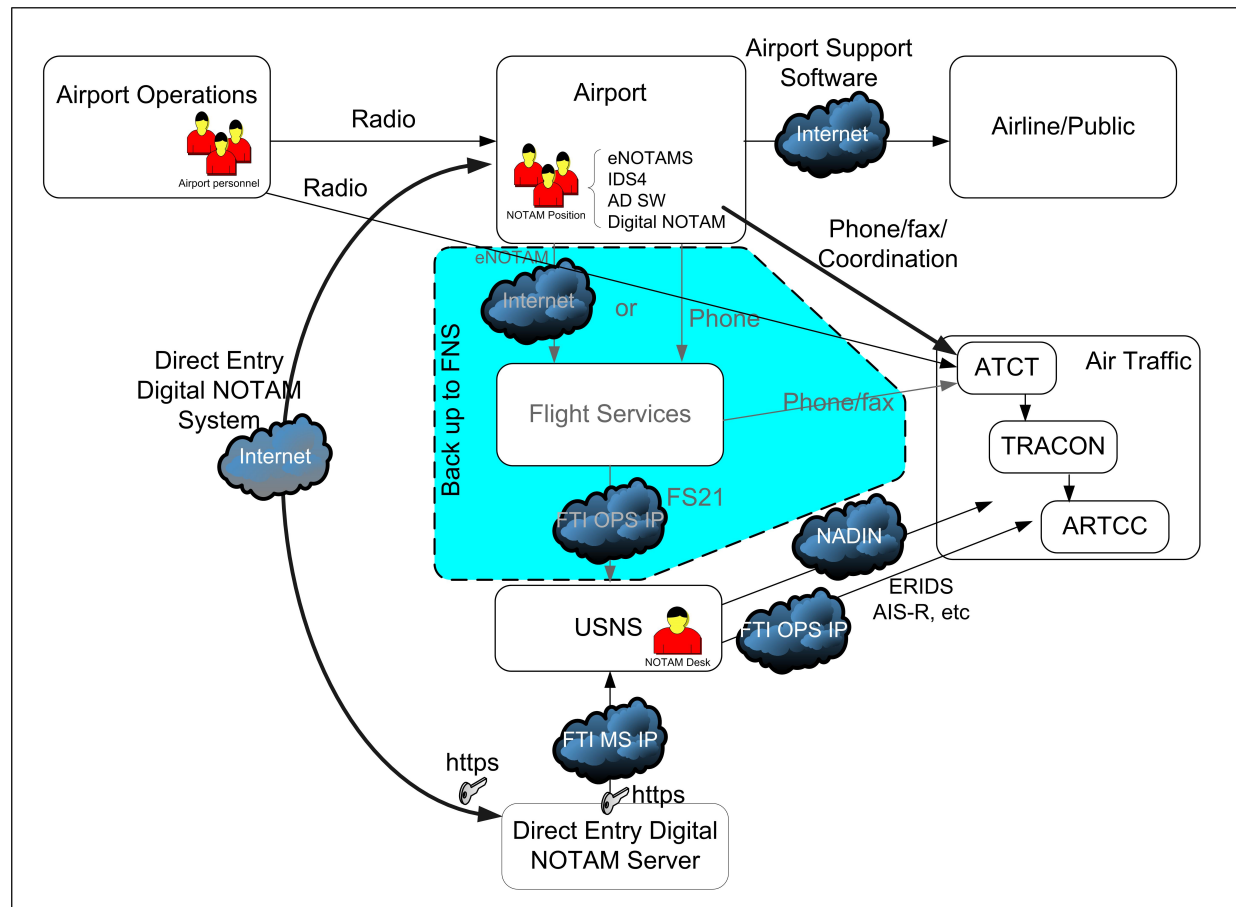 Airport Operations
Airport personnel
Radio
Radio
Airport
NOTAM Position
eNOTAMS
IDS4
AD SW
Digital NOTAM
Airport Support
Software
Internet
Airline/Public
Phone/fax/
Coordination
eNOTAM
Internet
or
Phone
Back up to FNS
Flight Services
Phone/fax
FS21
FTI OPS IP
Direct Entry
Digital NOTAM
System
Internet
Air Traffic
ATCT
TRACON
ARTCC
NADIN
ERIDS
AIS-R, etc
FTI OPS IP
USNS
NOTAM Desk
FTI MS IP
https
https
Direct Entry Digital
NOTAM Server